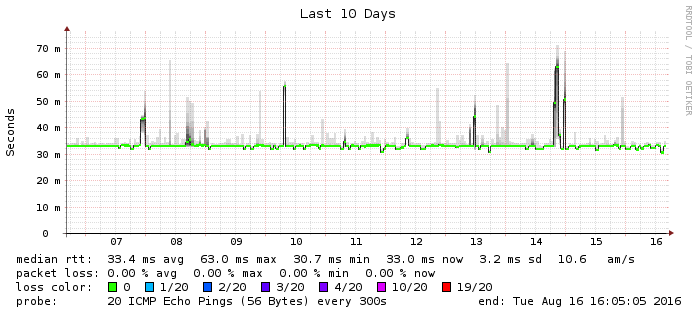 Last 10 Days
RRDTOOL / TOBI OETIKER
Seconds
70 m
60 m
50 m
40 m
30 m
20 m
10 m
0
07 08 09 10 11 12 13 14 15 16
median rtt: 33.4 ms avg 63.0 ms max 30.7 ms min 33.0 ms now 3.2 ms sd 10.6 am/s
packet loss: 0.00 % avg 0.00 % max 0.00 % min 0.00 % now
loss color: 0 1/20 2/20 3/20 4/20 10/20 19/20
probe: 20 ICMP Echo Pings (56 Bytes) every 300s end: Tue Aug 16 16:05:05 2016